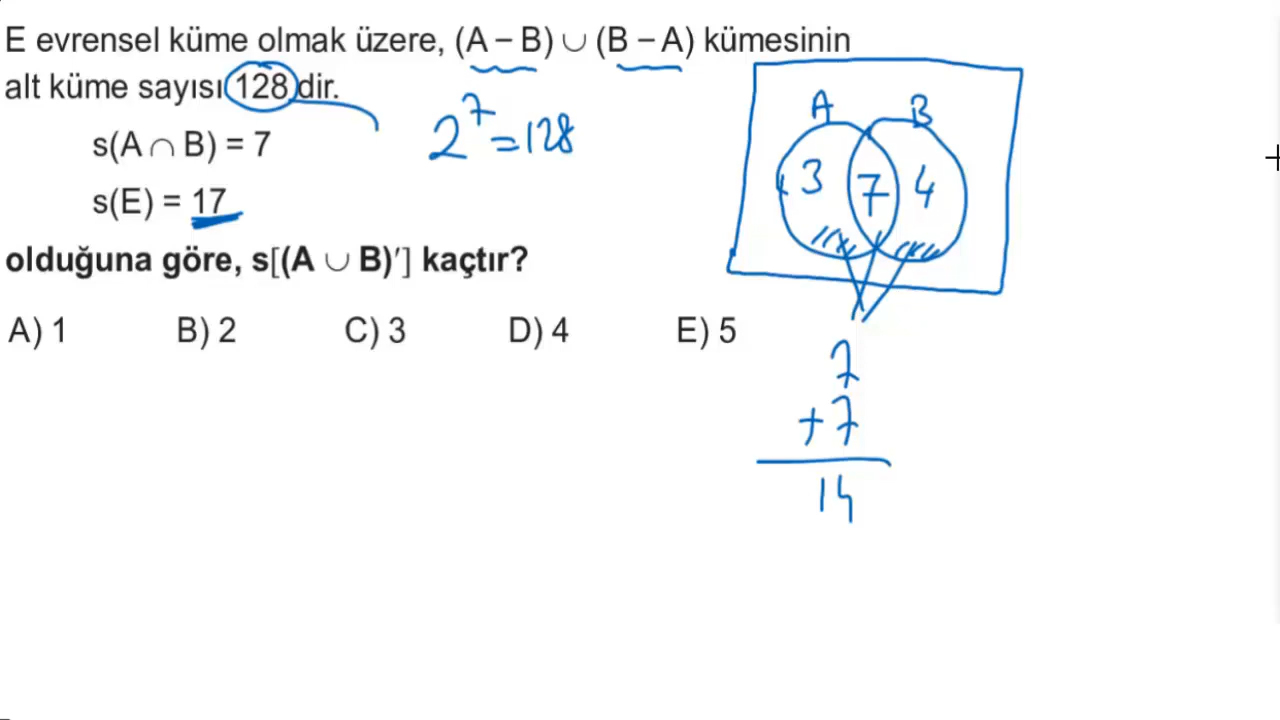 E evrensel küme olmak üzere, (A – B) ∪ (B – A) kümesinin
alt küme sayısı 128 dir.
2⁷ = 128
s(A ∩ B) = 7
s(E) = 17
olduğuna göre, s[(A ∪ B)′] kaçtır?
A) 1 B) 2 C) 3 D) 4 E) 5
A B
3 7 4
7
+7
14